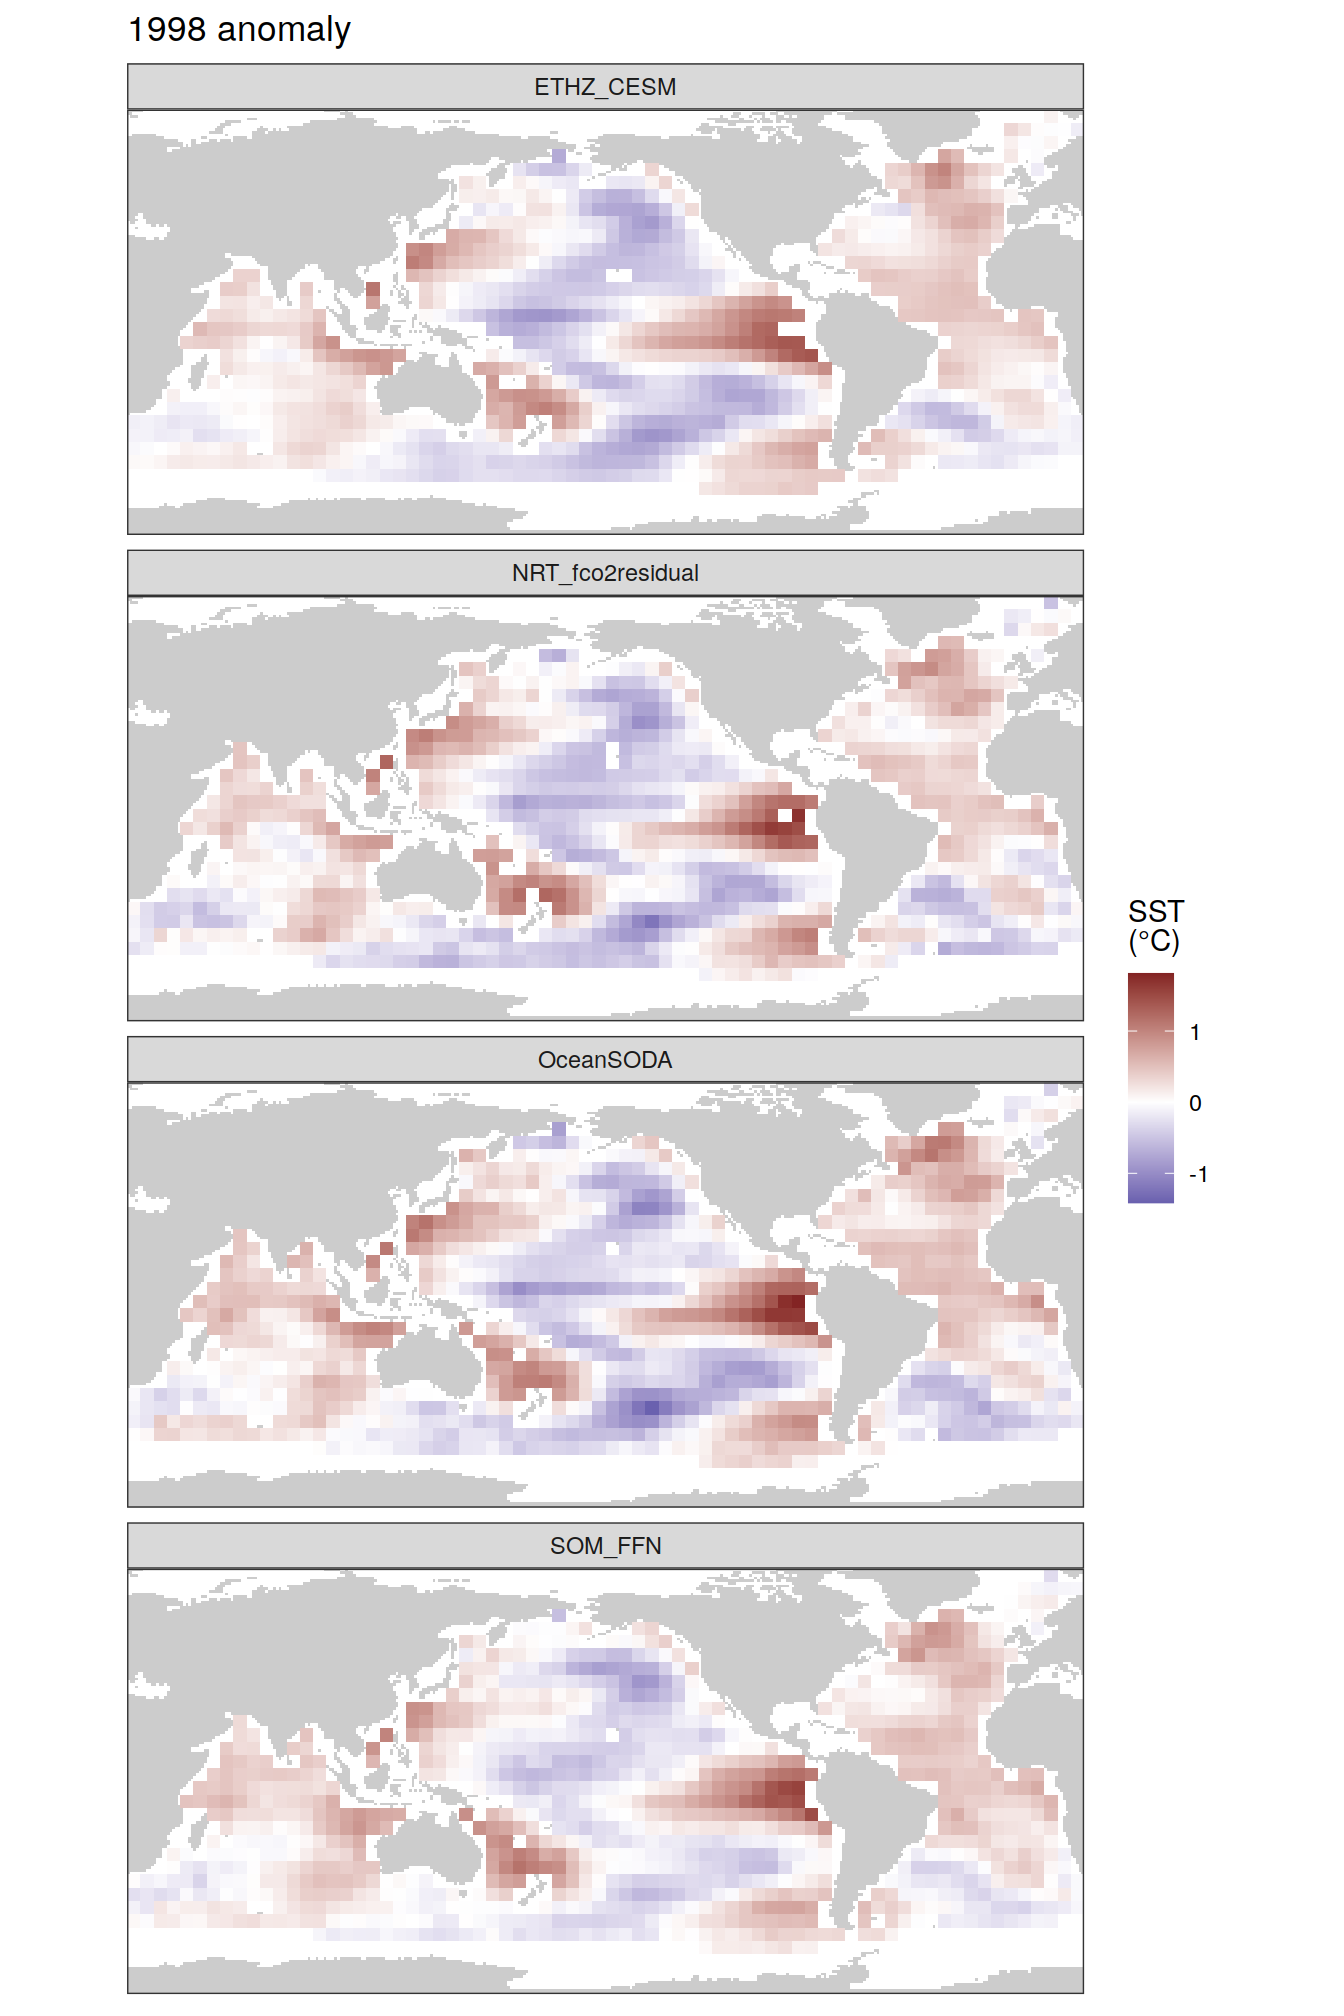 1998 anomaly
ETHZ_CESM
NRT_fco2residual
OceanSODA
SOM_FFN
SST
(°C)
1
0
-1